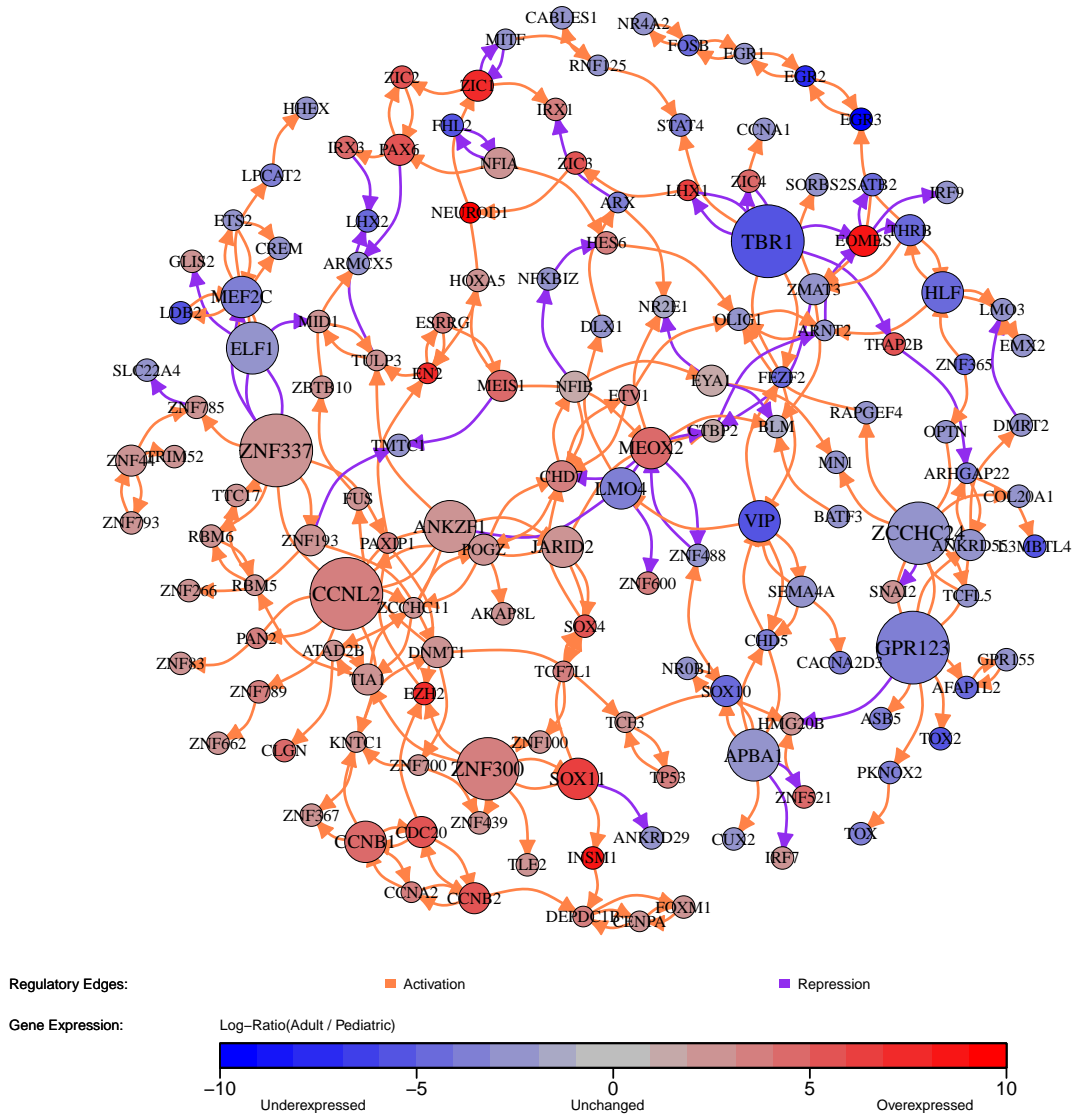 CABLES1
NR4A2
MITF
FOSB
EGR1
RNF125
EGR2
ZIC2
ZIC1
HHEX
IRX1
EGR3
FHL2
STAT4
CCNA1
IRX3
PAX6
NFIA
ZIC3
LPCAT2
LHX1
ZIC4
SORBS2
SATB2
IRF9
ETS2
LHX2
NEUROD1
ARX
TBR1
EOMES
THRB
CREM
HES6
GLIS2
ARMCX5
NFKBIZ
HOXA5
ZMAT3
MEF2C
HLF
LDB2
MID1
ESRRG
NR2E1
OLIG1
ARNT2
LMO3
DLX1
TFAP2B
EMX2
ELF1
TULP3
ZNF365
SLC22A4
ZBTB10
EN2
MEIS1
NFIB
ETV1
EYA1
FEZF2
ZNF785
RAPGEF4
CTBP2
BLM
OPTN
DMRT2
ZNF337
TMTC1
MEOX2
ZNF44
TRIM52
MN1
ARHGAP22
CHD7
LMO4
TTC17
FUS
COL20A1
ZNF793
BATF3
ANKZF1
VIP
ZCCHC24
RBM6
ZNF193
PAXIP1
POGZ
JARID2
ANKRD55
L3MBTL4
ZNF488
ZNF600
ZNF266
RBM5
CCNL2
SEMA4A
SNAI2
TCFL5
ZCCHC11
AKAP8L
PAN2
SOX4
CHD5
ATAD2B
DNMT1
GPR123
ZNF83
TCF7L1
NR0B1
CACNA2D3
GPR155
ZNF789
TIA1
EZH2
SOX10
AFAP1L2
TCF3
HMG20B
ASB5
ZNF662
CLGN
KNTC1
ZNF100
TOX2
ZNF700
ZNF300
SOX11
TP53
APBA1
PKNOX2
ZNF521
ZNF367
ZNF439
CCNB1
CDC20
ANKRD29
CUX2
TOX
TLE2
INSM1
IRF7
CCNA2
CCNB2
DEPDC1B
CENPA
FOXM1
Regulatory Edges:
Activation
Repression
Gene Expression:
Log−Ratio(Adult / Pediatric)
−10
−5
0
5
10
Underexpressed
Unchanged
Overexpressed